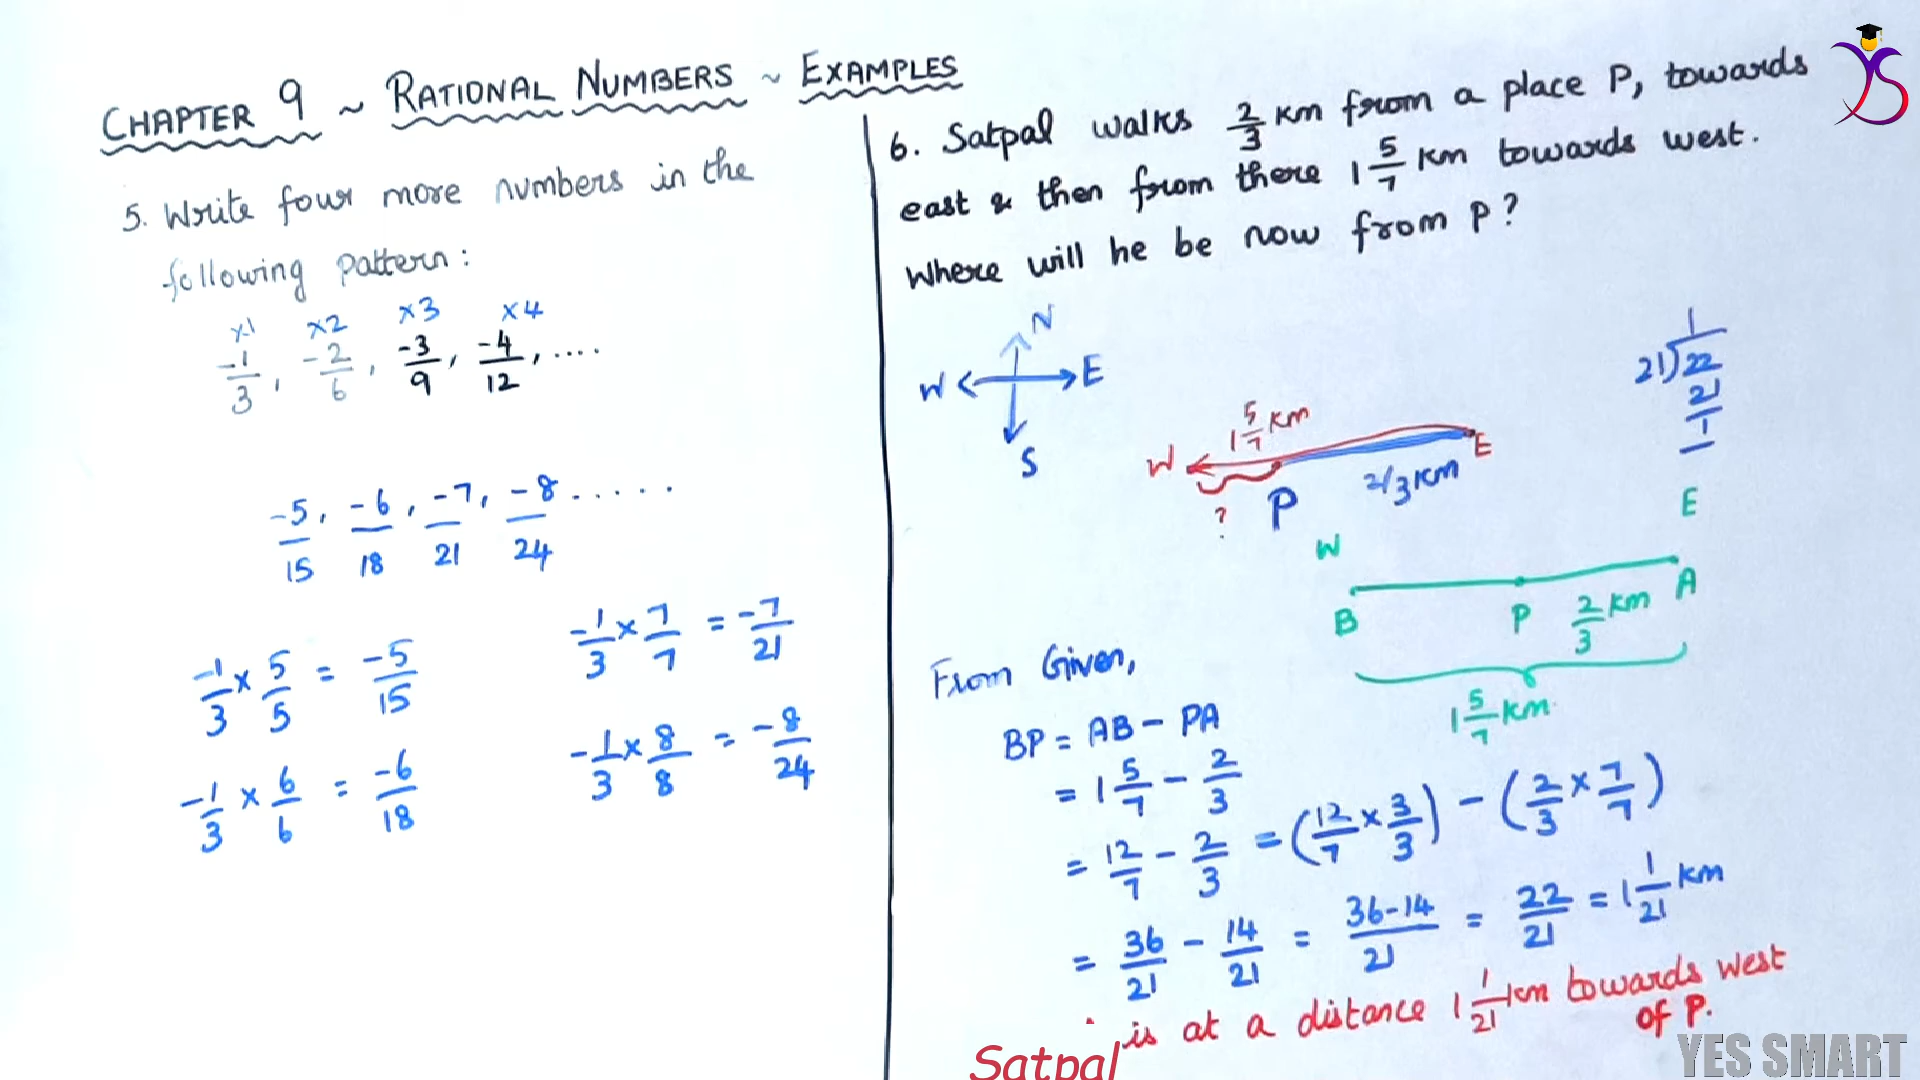 CHAPTER 9 ~ RATIONAL NUMBERS ~ EXAMPLES
5. Write four more numbers in the
following pattern:
x1 x2 x3 x4
-1/3, -2/6, -3/9, -4/12, ....
-5/15, -6/18, -7/21, -8/24 .....
-1/3 x 5/5 = -5/15
-1/3 x 6/6 = -6/18
-1/3 x 7/7 = -7/21
-1/3 x 8/8 = -8/24
6. Satpal walks 2/3 km from a place P, towards
east & then from there 1 5/7 km towards west.
Where will he be now from P?
N
W E
S
1 5/7 km
W E
2/3 km
? P
1
21)22
21
1
W E
B P A
2/3 km
1 5/7 km
From Given,
BP = AB - PA
= 1 5/7 - 2/3
= 12/7 - 2/3 = (12/7 x 3/3) - (2/3 x 7/7)
= 36/21 - 14/21 = 36-14/21 = 22/21 = 1 1/21 km
Satpal is at a distance 1 1/21 km towards west
of P.
YS
YES SMART